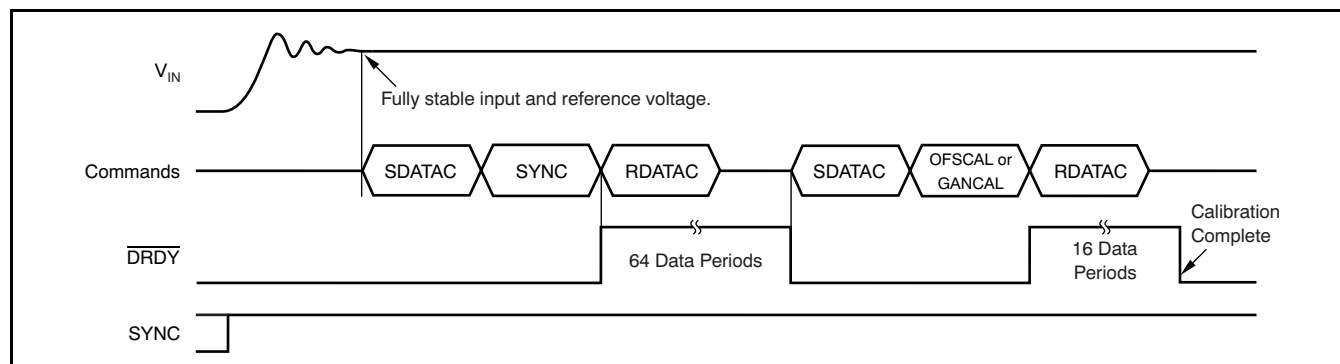 VIN
Fully stable input and reference voltage.
Commands
SDATAC
SYNC
RDATAC
SDATAC
OFSCAL or
GANCAL
RDATAC
DRDY
64 Data Periods
16 Data
Periods
Calibration
Complete
SYNC